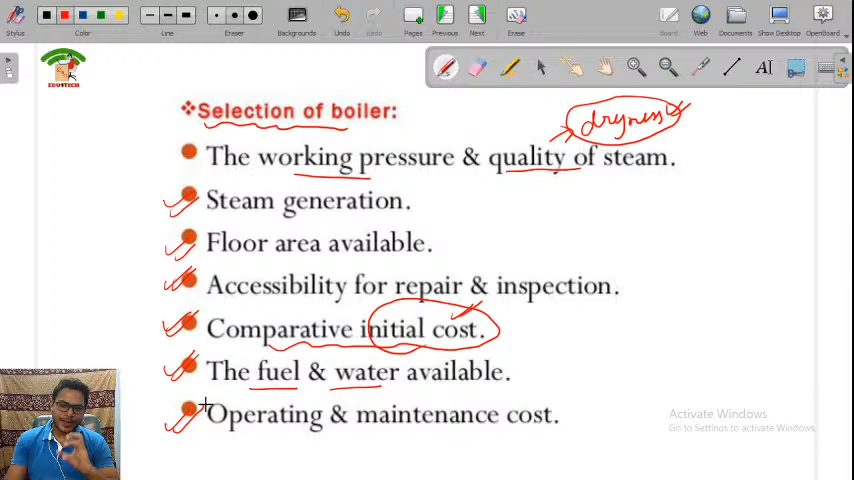 Stylus
Color
Line
Eraser
Backgrounds
Undo
Redo
Pages
Previous
Next
Erase
Board
Web
Documents
Show Desktop
OpenBoard
EDU4TECH
❖Selection of boiler:
dryness
The working pressure & quality of steam.
Steam generation.
Floor area available.
Accessibility for repair & inspection.
Comparative initial cost.
The fuel & water available.
Operating & maintenance cost.
Activate Windows
Go to Settings to activate Windows.